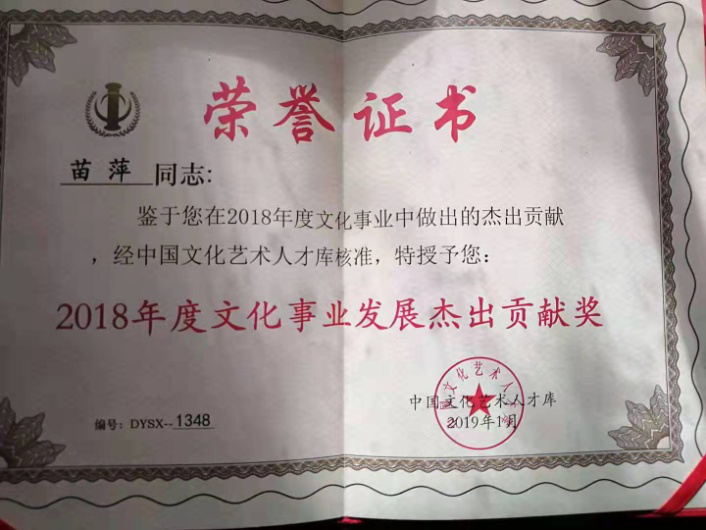 荣誉证书
苗萍 同志:
鉴于您在2018年度文化事业中做出的杰出贡献
，经中国文化艺术人才库核准，特授予您：
2018年度文化事业发展杰出贡献奖
中国文化艺术人才库
2019年1月
编号：DYSX--1348